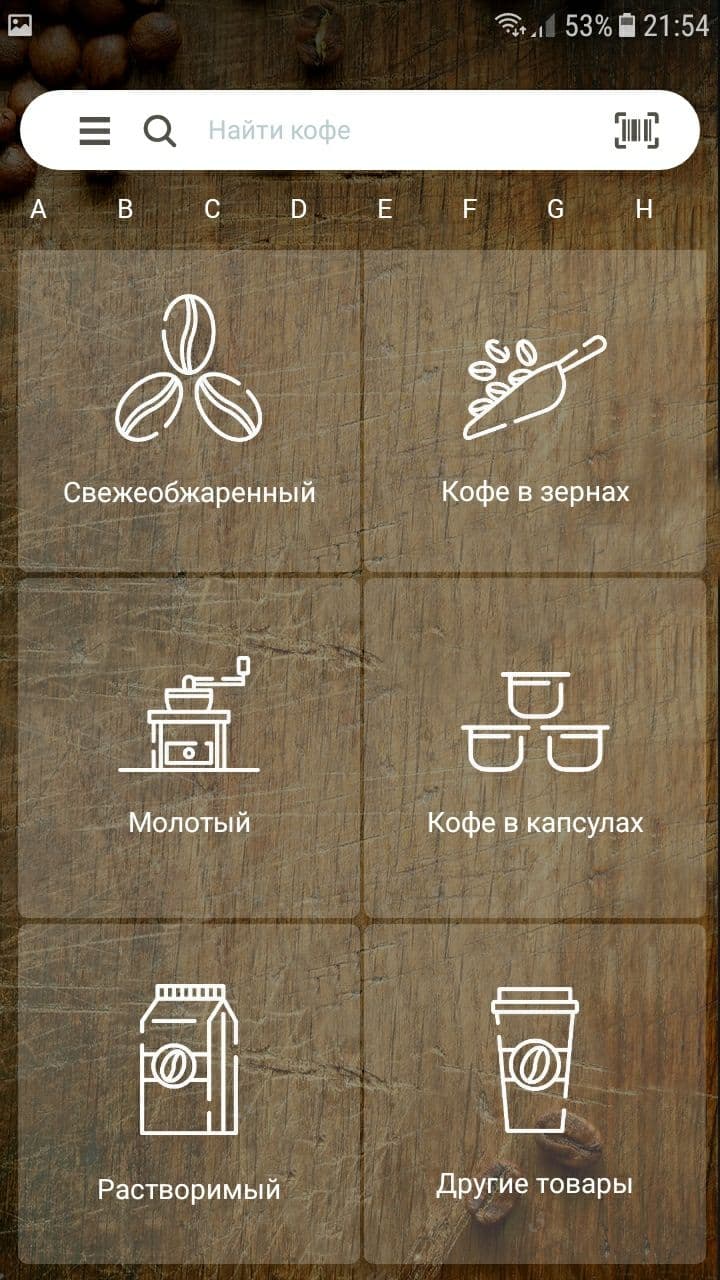 53% 21:54
Найти кофе
A B C D E F G H
Свежеобжаренный
Кофе в зернах
Молотый
Кофе в капсулах
Растворимый
Другие товары